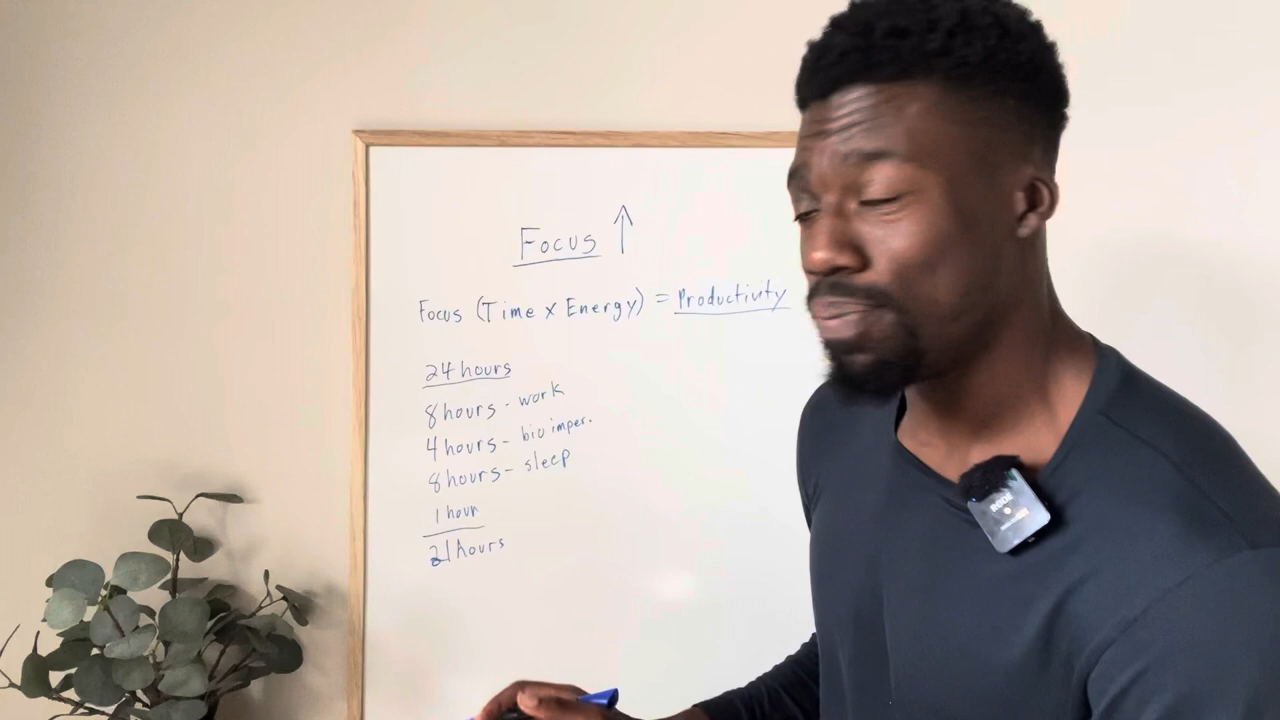 Focus ↑
Focus (Time x Energy) = Productivity
24 hours
8 hours - work
4 hours - bio imper.
8 hours - sleep
1 hour
21 hours
RODE